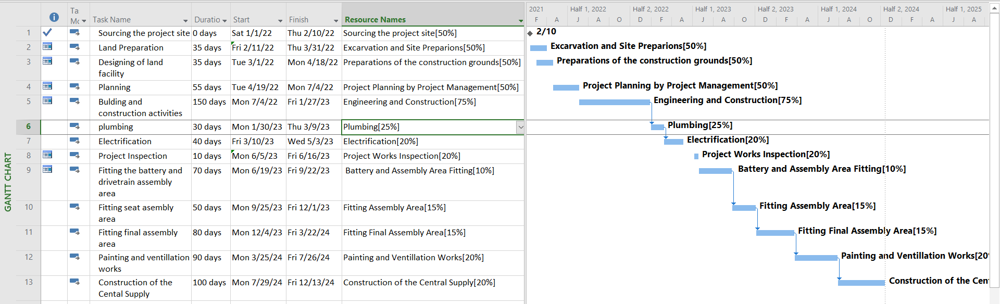 GANTT CHART
Ta
Mc Task Name Duratio Start Finish Resource Names
2021 Half 1, 2022 Half 2, 2022 Half 1, 2023 Half 2, 2023 Half 1, 2024 Half 2, 2024 Half 1, 2025
F A J A O D F A J A O D A J A O D F A J A
1 Sourcing the project site 0 days Sat 1/1/22 Thu 2/10/22 Sourcing the project site[50%] 2/10
2 Land Preparation 35 days Fri 2/11/22 Thu 3/31/22 Excarvation and Site Preparions[50%] Excarvation and Site Preparions[50%]
3 Designing of land 35 days Tue 3/1/22 Mon 4/18/22 Preparations of the construction grounds[50%] Preparations of the construction grounds[50%]
facility
4 Planning 55 days Tue 4/19/22 Mon 7/4/22 Project Planning by Project Management[50%] Project Planning by Project Management[50%]
5 Bulding and 150 days Mon 7/4/22 Fri 1/27/23 Engineering and Construction[75%] Engineering and Construction[75%]
construction activities
6 plumbing 30 days Mon 1/30/23 Thu 3/9/23 Plumbing[25%] Plumbing[25%]
7 Electrification 40 days Fri 3/10/23 Wed 5/3/23 Electrification[20%] Electrification[20%]
8 Project Inspection 10 days Mon 6/5/23 Fri 6/16/23 Project Works Inspection[20%] Project Works Inspection[20%]
9 Fitting the battery and 70 days Mon 6/19/23 Fri 9/22/23 Battery and Assembly Area Fitting[10%] Battery and Assembly Area Fitting[10%]
drivetrain assembly
area
10 Fitting seat asembly 50 days Mon 9/25/23 Fri 12/1/23 Fitting Assembly Area[15%] Fitting Assembly Area[15%]
area
11 Fitting final assembly 80 days Mon 12/4/23 Fri 3/22/24 Fitting Final Assembly Area[15%] Fitting Final Assembly Area[15%]
area
12 Painting and ventillation 90 days Mon 3/25/24 Fri 7/26/24 Painting and Ventillation Works[20%] Painting and Ventillation Works[20
works
13 Construction of the 100 days Mon 7/29/24 Fri 12/13/24 Construction of the Central Supply[20%] Construction of the Cen
Cental Supply